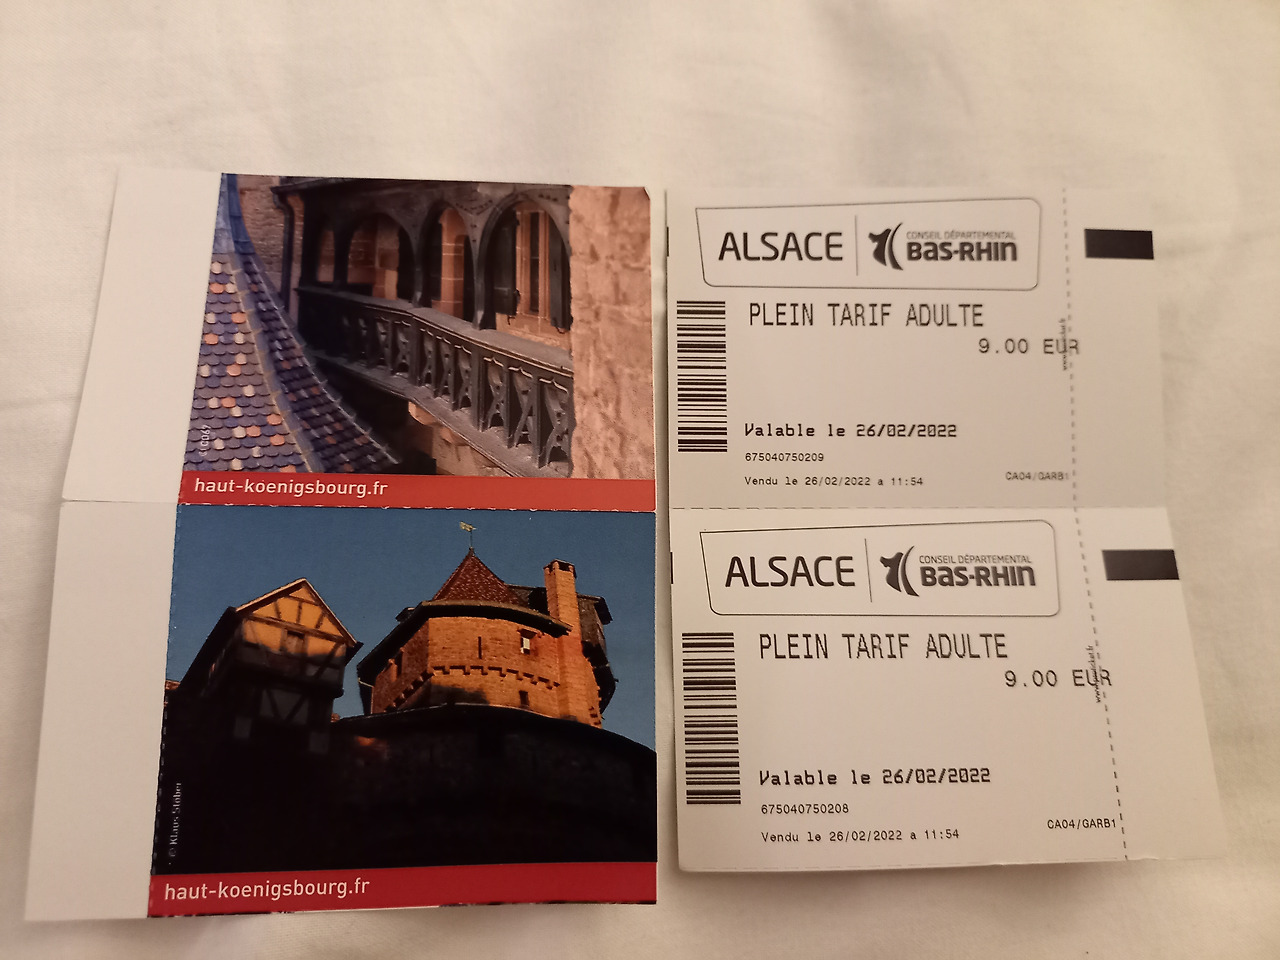 haut-koenigsbourg.fr
© Klaus Stöber
haut-koenigsbourg.fr
ALSACE
CONSEIL DÉPARTEMENTAL
BAS-RHIN
PLEIN TARIF ADULTE
9.00 EUR
Valable le 26/02/2022
675040750209
CA04/GARB1
Vendu le 26/02/2022 a 11:54
ALSACE
CONSEIL DÉPARTEMENTAL
BAS-RHIN
PLEIN TARIF ADULTE
9.00 EUR
Valable le 26/02/2022
675040750208
CA04/GARB1
Vendu le 26/02/2022 a 11:54